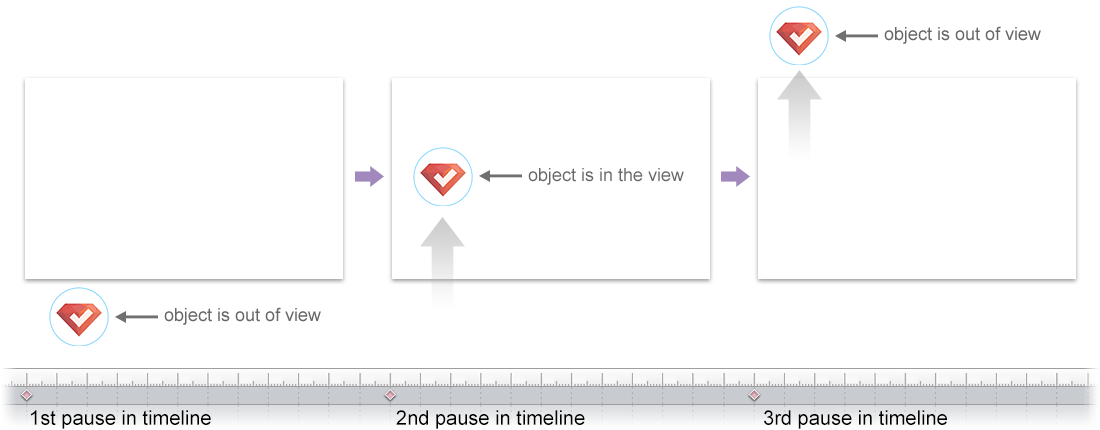 object is out of view
object is in the view
object is out of view
1st pause in timeline
2nd pause in timeline
3rd pause in timeline